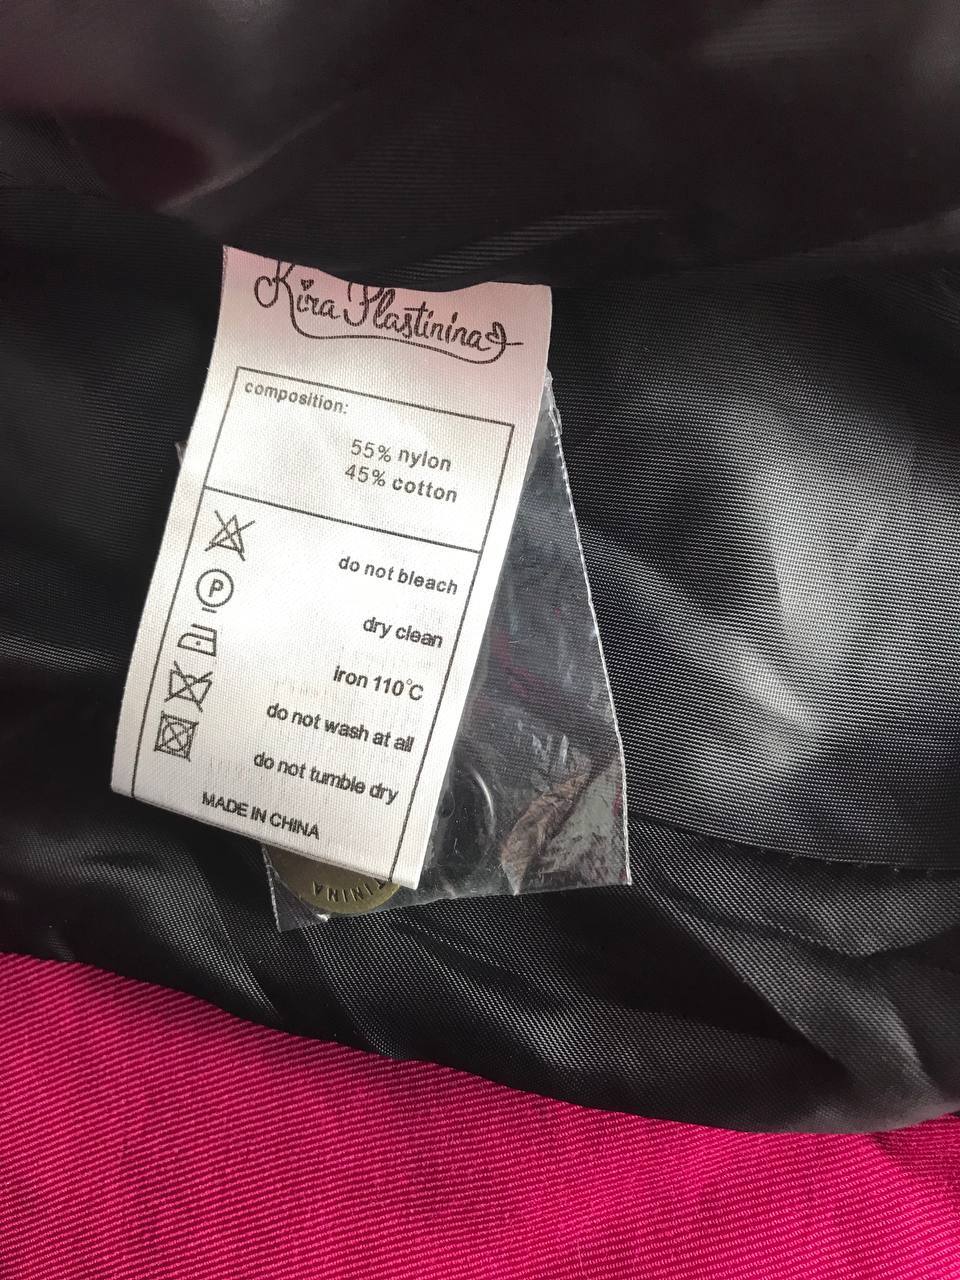 Kira Plastinina
composition:
55% nylon
45% cotton
do not bleach
P
dry clean
iron 110°C
do not wash at all
do not tumble dry
MADE IN CHINA
TININA